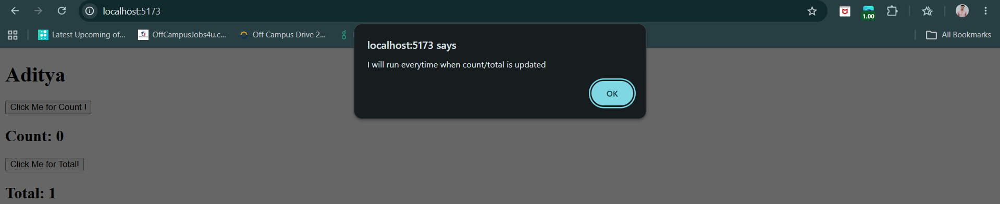 localhost:5173
1.00
Latest Upcoming of...
OffCampusJobs4u.c...
Off Campus Drive 2...
All Bookmarks
localhost:5173 says
I will run everytime when count/total is updated
OK
Aditya
Click Me for Count !
Count: 0
Click Me for Total!
Total: 1